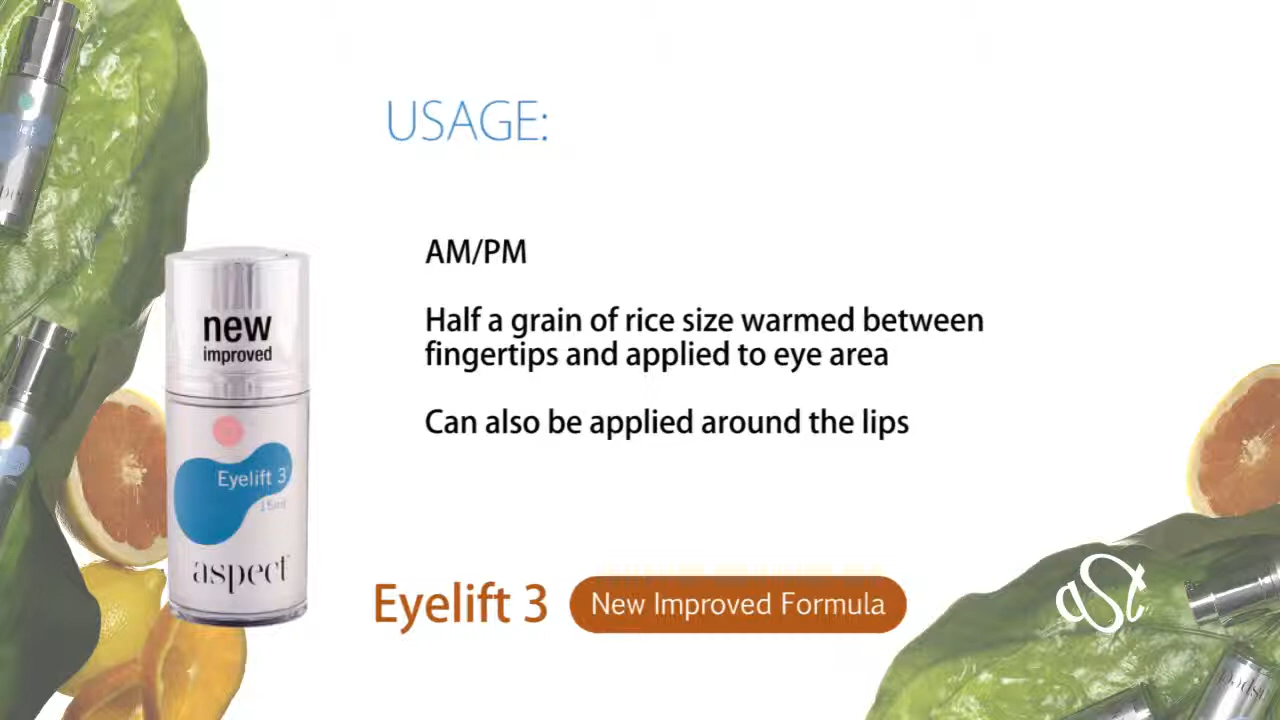 USAGE:
AM/PM
Half a grain of rice size warmed between
fingertips and applied to eye area
Can also be applied around the lips
new
improved
Eyelift 3
15ml
aspect
Eyelift 3
New Improved Formula
ast